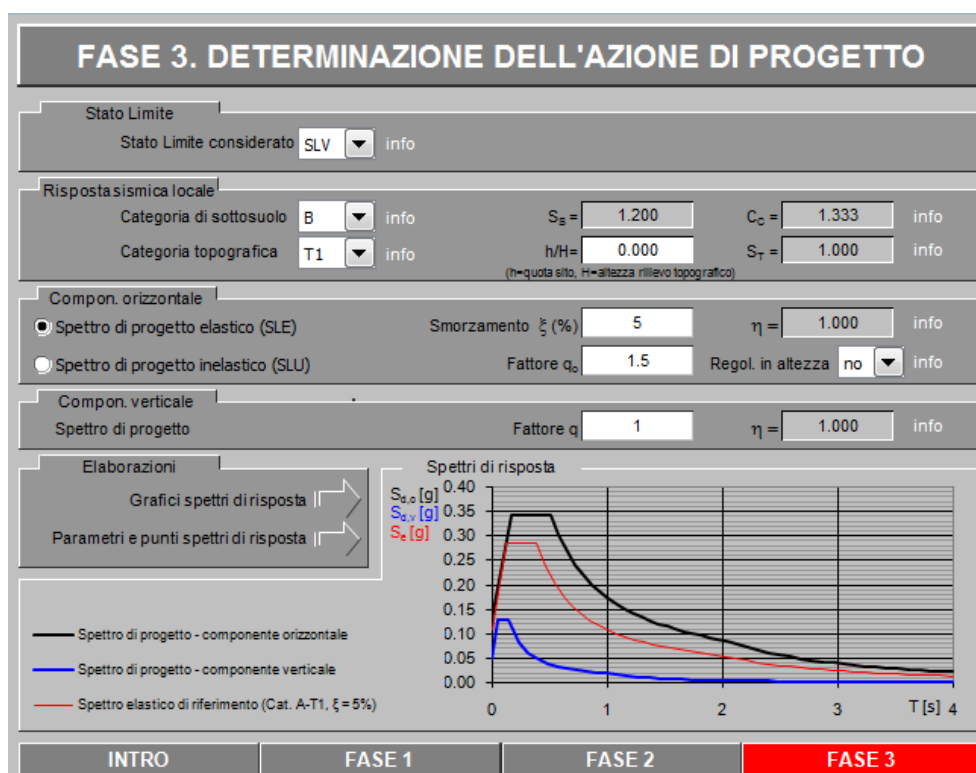 FASE 3. DETERMINAZIONE DELL'AZIONE DI PROGETTO
Stato Limite
Stato Limite considerato SLV info
Risposta sismica locale
Categoria di sottosuolo B info S_S = 1.200 C_C = 1.333 info
Categoria topografica T1 info h/H= 0.000 S_T = 1.000 info
(h=quota sito, H=altezza rilievo topografico)
Compon. orizzontale
Spettro di progetto elastico (SLE) Smorzamento ξ (%) 5 η = 1.000 info
Spettro di progetto inelastico (SLU) Fattore q_o 1.5 Regol. in altezza no info
Compon. verticale
Spettro di progetto Fattore q 1 η = 1.000 info
Elaborazioni
Grafici spettri di risposta
Parametri e punti spettri di risposta
Spettri di risposta
S_d,o [g]
S_d,v [g]
S_e [g]
0.40
0.35
0.30
0.25
0.20
0.15
0.10
0.05
0.00
0 1 2 3 T [s] 4
Spettro di progetto - componente orizzontale
Spettro di progetto - componente verticale
Spettro elastico di riferimento (Cat. A-T1, ξ = 5%)
INTRO FASE 1 FASE 2 FASE 3